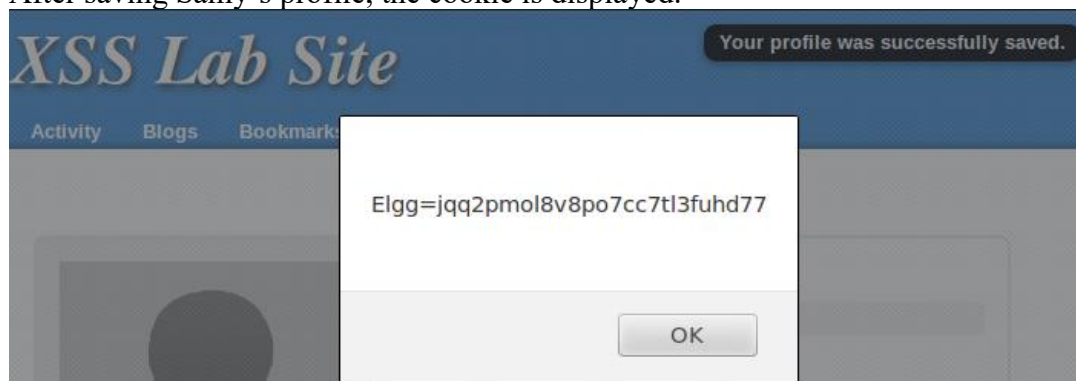 After saving Samy's profile, the cookie is displayed.
XSS Lab Site
Your profile was successfully saved.
Activity Blogs Bookmarks
Elgg=jqq2pmol8v8po7cc7tl3fuhd77
OK